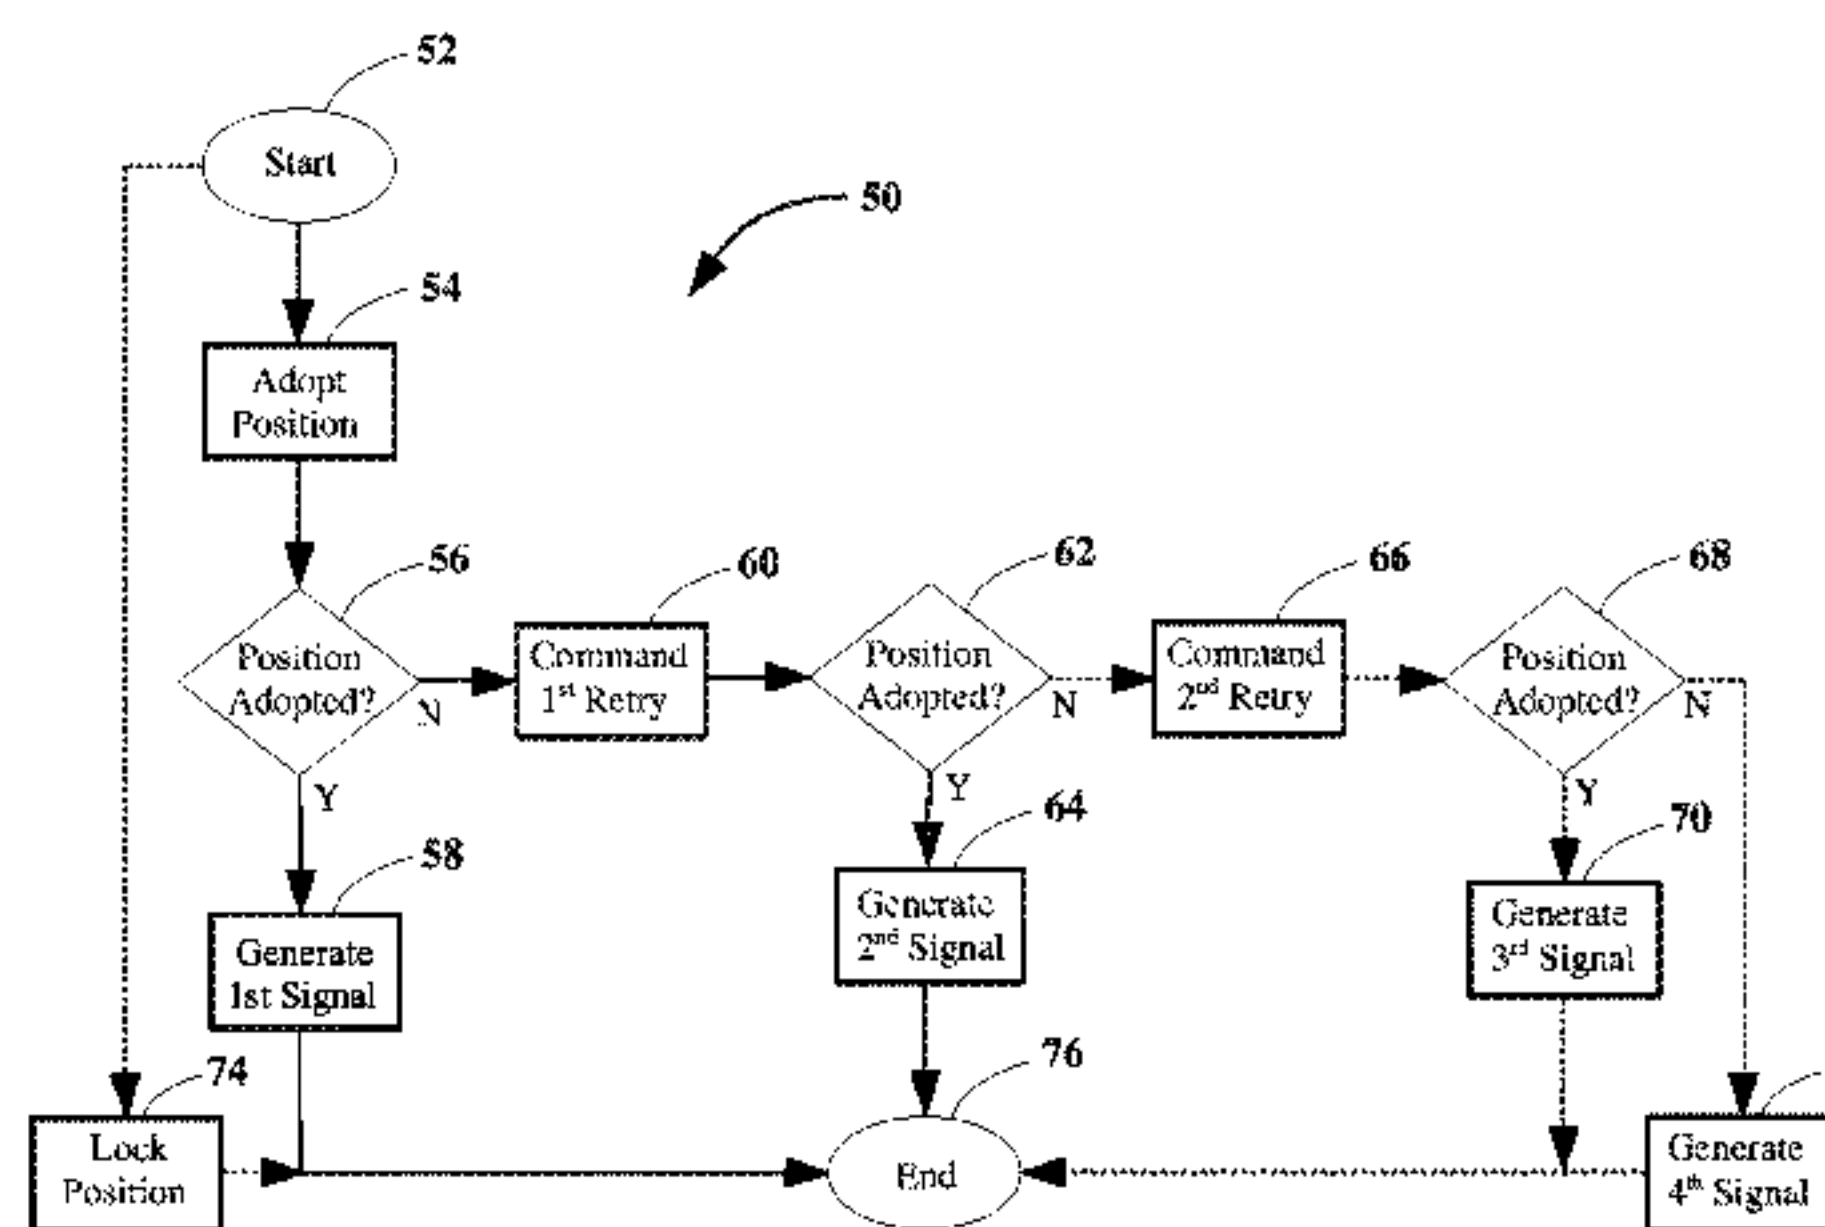 52
Start
50
54
Adopt
Position
56
60
62
66
68
Position
Adopted?
N
Command
1st Retry
Position
Adopted?
N
Command
2nd Retry
Position
Adopted?
N
Y
Y
Y
58
64
70
Generate
1st Signal
Generate
2nd Signal
Generate
3rd Signal
74
76
Lock
Position
End
Generate
4th Signal